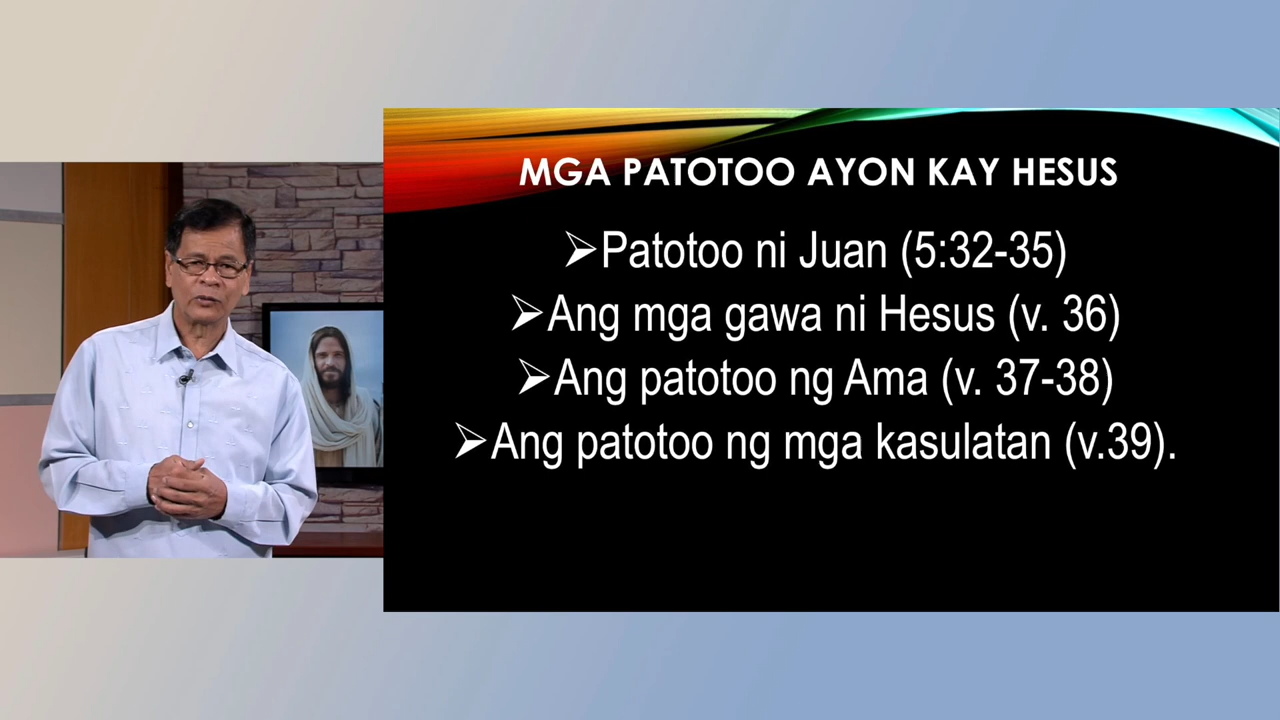 MGA PATOTOO AYON KAY HESUS
➢Patotoo ni Juan (5:32-35)
➢Ang mga gawa ni Hesus (v. 36)
➢Ang patotoo ng Ama (v. 37-38)
➢Ang patotoo ng mga kasulatan (v.39).